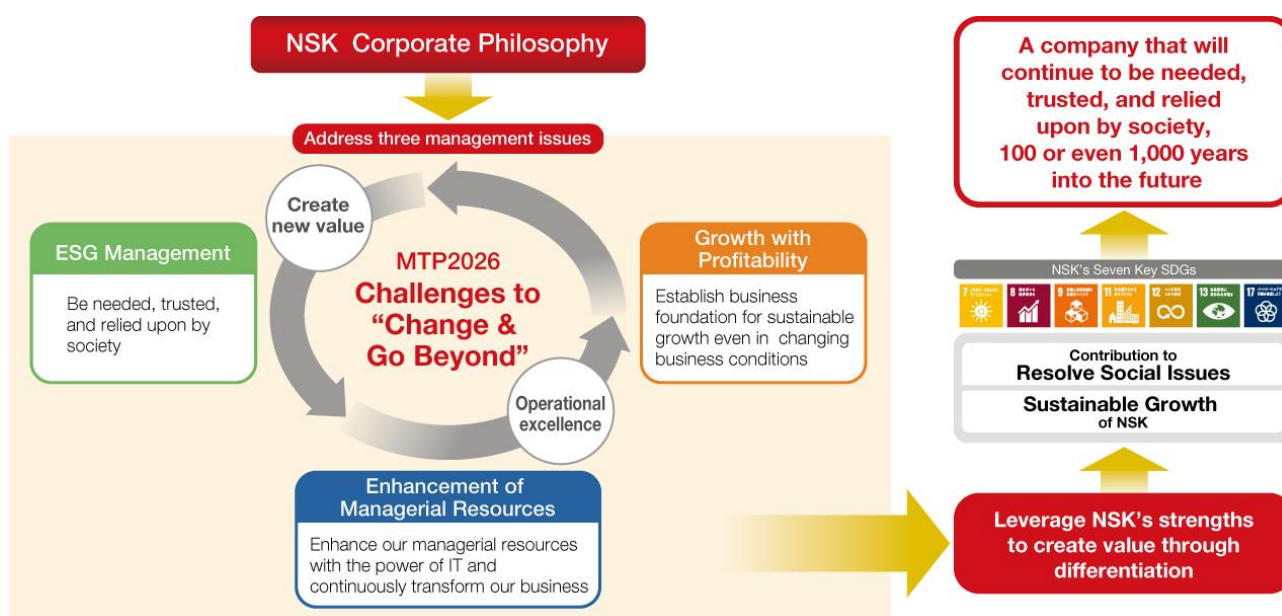 NSK Corporate Philosophy
Address three management issues
Create
new value
ESG Management
Be needed, trusted,
and relied upon by
society
MTP2026
Challenges to
“Change &
Go Beyond”
Growth with
Profitability
Establish business
foundation for sustainable
growth even in changing
business conditions
Operational
excellence
Enhancement of
Managerial Resources
Enhance our managerial resources
with the power of IT and
continuously transform our business
A company that will
continue to be needed,
trusted, and relied
upon by society,
100 or even 1,000 years
into the future
NSK’s Seven Key SDGs
7
8
9
11
12
13
17
Contribution to
Resolve Social Issues
Sustainable Growth
of NSK
Leverage NSK’s strengths
to create value through
differentiation